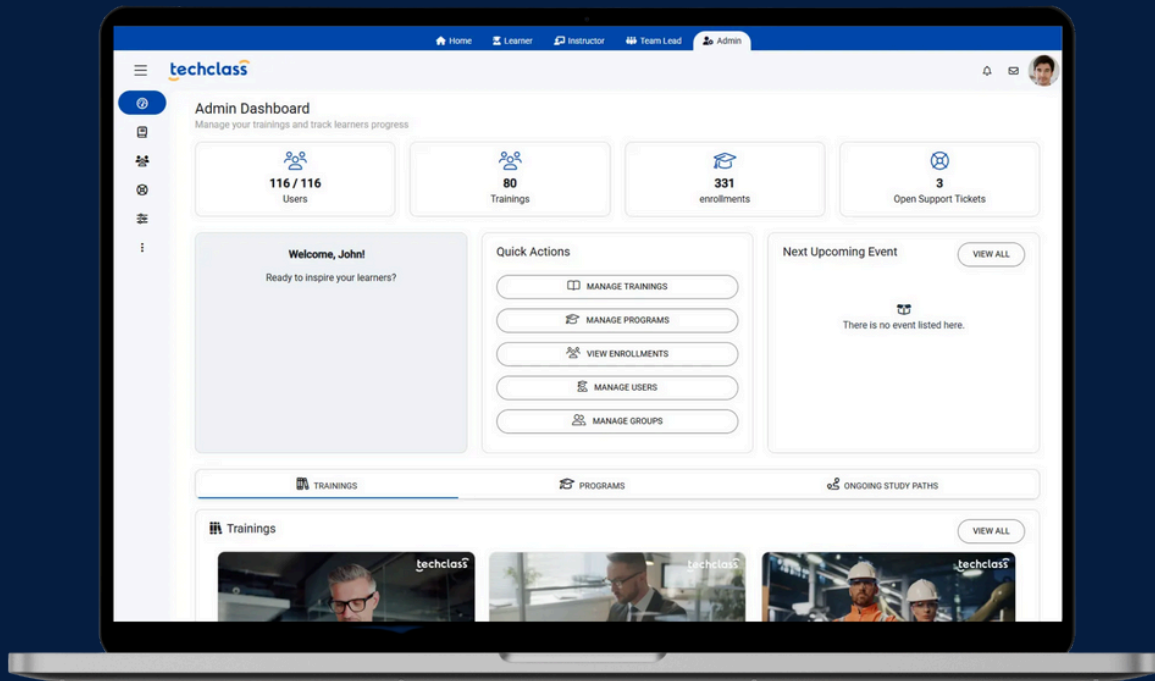 Home Learner Instructor Team Lead Admin
techclass
Admin Dashboard
Manage your trainings and track learners progress
116 / 116
Users
80
Trainings
331
enrollments
3
Open Support Tickets
Welcome, John!
Ready to inspire your learners?
Quick Actions
MANAGE TRAININGS
MANAGE PROGRAMS
VIEW ENROLLMENTS
MANAGE USERS
MANAGE GROUPS
Next Upcoming Event
VIEW ALL
There is no event listed here.
TRAININGS
PROGRAMS
ONGOING STUDY PATHS
Trainings
VIEW ALL
techclass
techclass
techclass